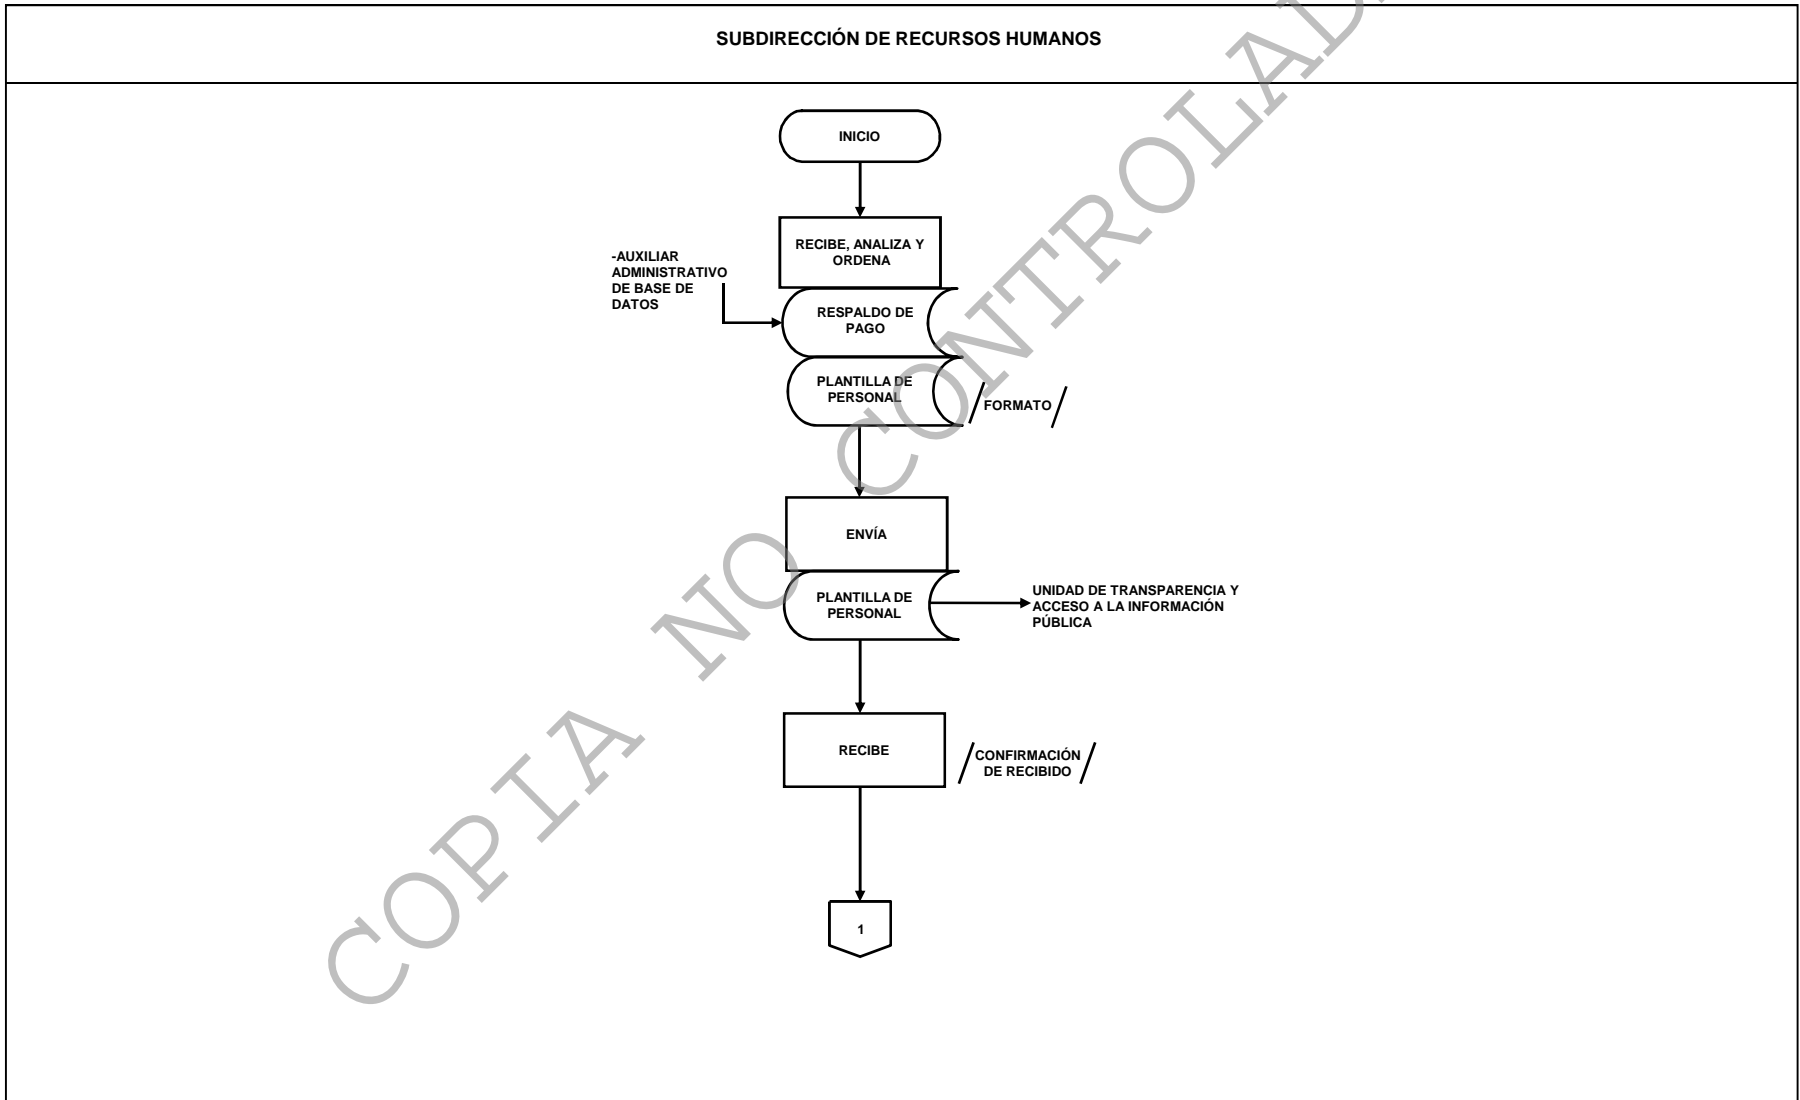 SUBDIRECCIÓN DE RECURSOS HUMANOS
INICIO
RECIBE, ANALIZA Y
ORDENA
-AUXILIAR
ADMINISTRATIVO
DE BASE DE
DATOS
RESPALDO DE
PAGO
PLANTILLA DE
PERSONAL
FORMATO
ENVÍA
PLANTILLA DE
PERSONAL
UNIDAD DE TRANSPARENCIA Y
ACCESO A LA INFORMACIÓN
PÚBLICA
RECIBE
CONFIRMACIÓN
DE RECIBIDO
1
COPIA NO CONTROLAD